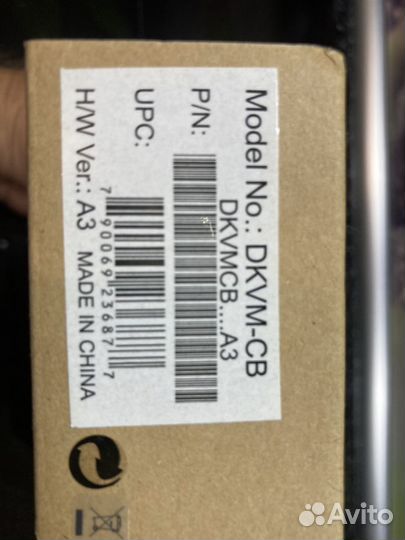 Model No.: DKVM-CB
P/N:
DKVMCB....A3
UPC:
7 90069 23687 7
H/W Ver.: A3 MADE IN CHINA
Avito